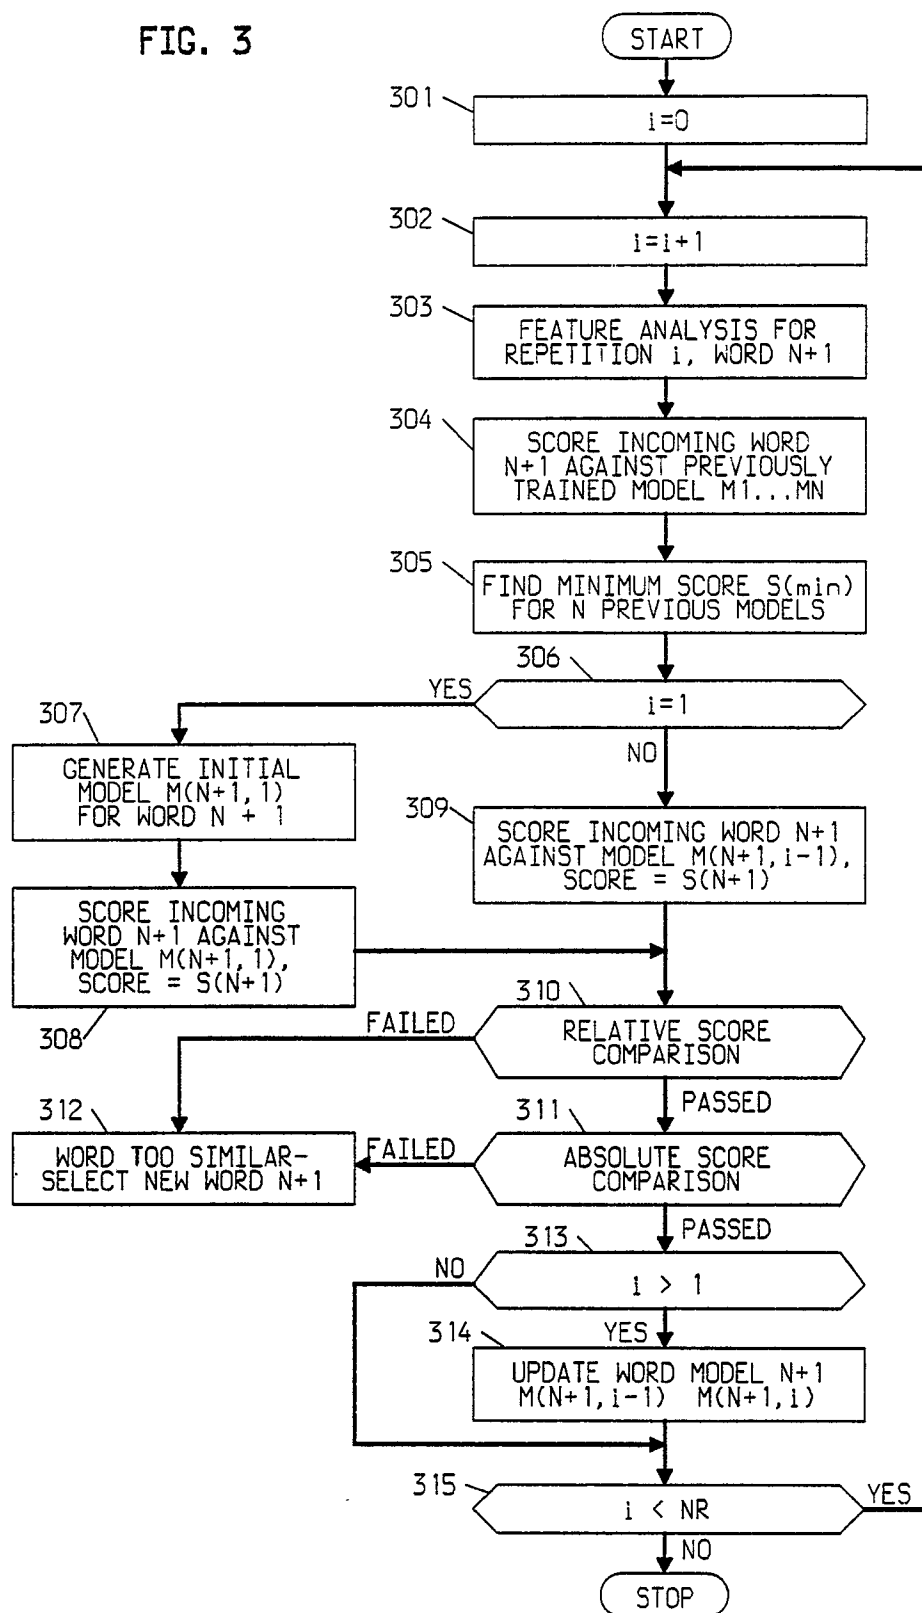 FIG. 3
START
301
i=0
302
i=i+1
303
FEATURE ANALYSIS FOR
REPETITION i, WORD N+1
304
SCORE INCOMING WORD
N+1 AGAINST PREVIOUSLY
TRAINED MODEL M1...MN
305
FIND MINIMUM SCORE S(min)
FOR N PREVIOUS MODELS
306
YES
i=1
NO
307
GENERATE INITIAL
MODEL M(N+1,1)
FOR WORD N + 1
309
SCORE INCOMING WORD N+1
AGAINST MODEL M(N+1,i-1),
SCORE = S(N+1)
SCORE INCOMING
WORD N+1 AGAINST
MODEL M(N+1,1),
SCORE = S(N+1)
308
310
FAILED
RELATIVE SCORE
COMPARISON
PASSED
312
311
WORD TOO SIMILAR-
SELECT NEW WORD N+1
FAILED
ABSOLUTE SCORE
COMPARISON
PASSED
313
NO
i > 1
YES
314
UPDATE WORD MODEL N+1
M(N+1,i-1) M(N+1,i)
315
i < NR
YES
NO
STOP